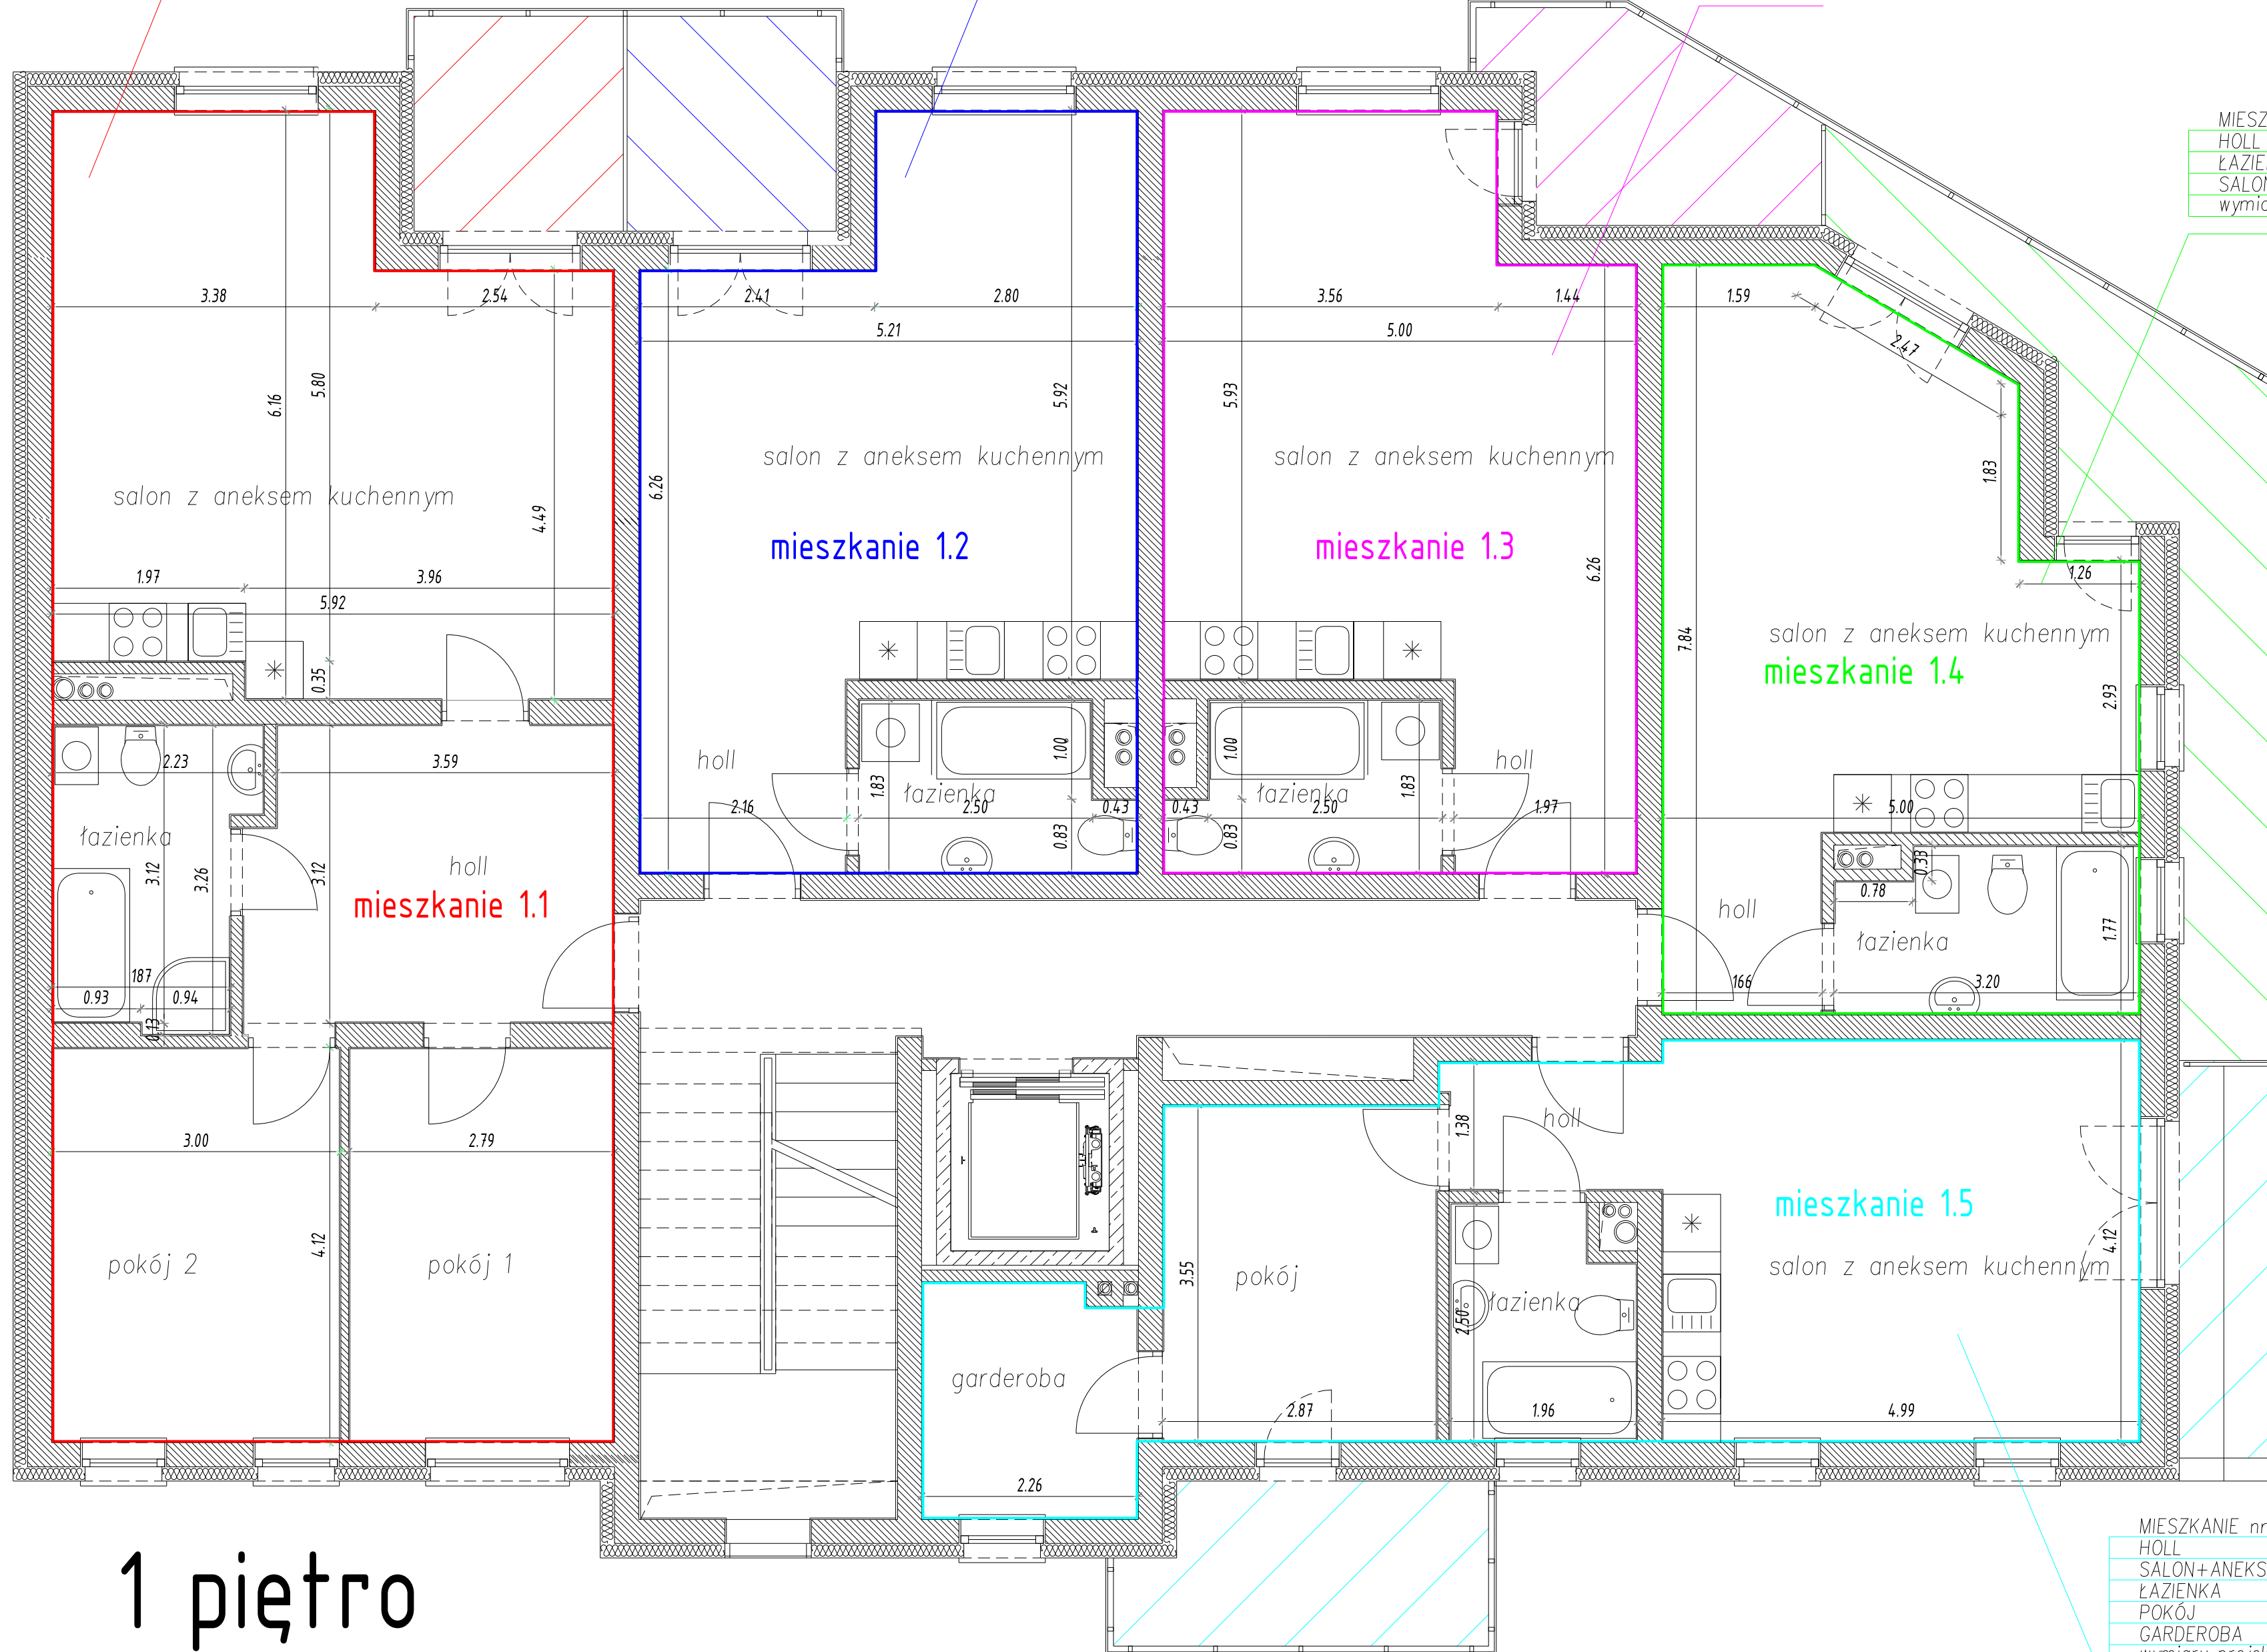 MIESZ
HOLL
ŁAZIE
SALON
wymia
3.38
2.54
2.41
2.80
3.56
1.44
1.59
5.21
5.00
2.47
6.16
5.80
5.92
5.93
1.83
salon z aneksem kuchennym
salon z aneksem kuchennym
salon z aneksem kuchennym
6.26
4.49
mieszkanie 1.2
mieszkanie 1.3
6.26
1.97
3.96
1.26
5.92
salon z aneksem kuchennym
7.84
mieszkanie 1.4
0.35
2.93
holl
holl
2.23
3.59
1.00
1.00
1.83
1.83
łazienka
łazienka
2.16
2.50
0.43
0.43
2.50
1.97
5.00
0.83
0.83
łazienka
3.12
3.26
3.12
holl
0.33
0.78
mieszkanie 1.1
holl
łazienka
1.77
187
166
3.20
0.93
0.94
0.13
3.00
2.79
1.38
holl
mieszkanie 1.5
4.12
4.12
pokój 2
pokój 1
3.55
pokój
salon z aneksem kuchennym
łazienka
2.50
garderoba
2.87
1.96
4.99
2.26
1 piętro
MIESZKANIE nr
HOLL
SALON+ANEKS
ŁAZIENKA
POKÓJ
GARDEROBA